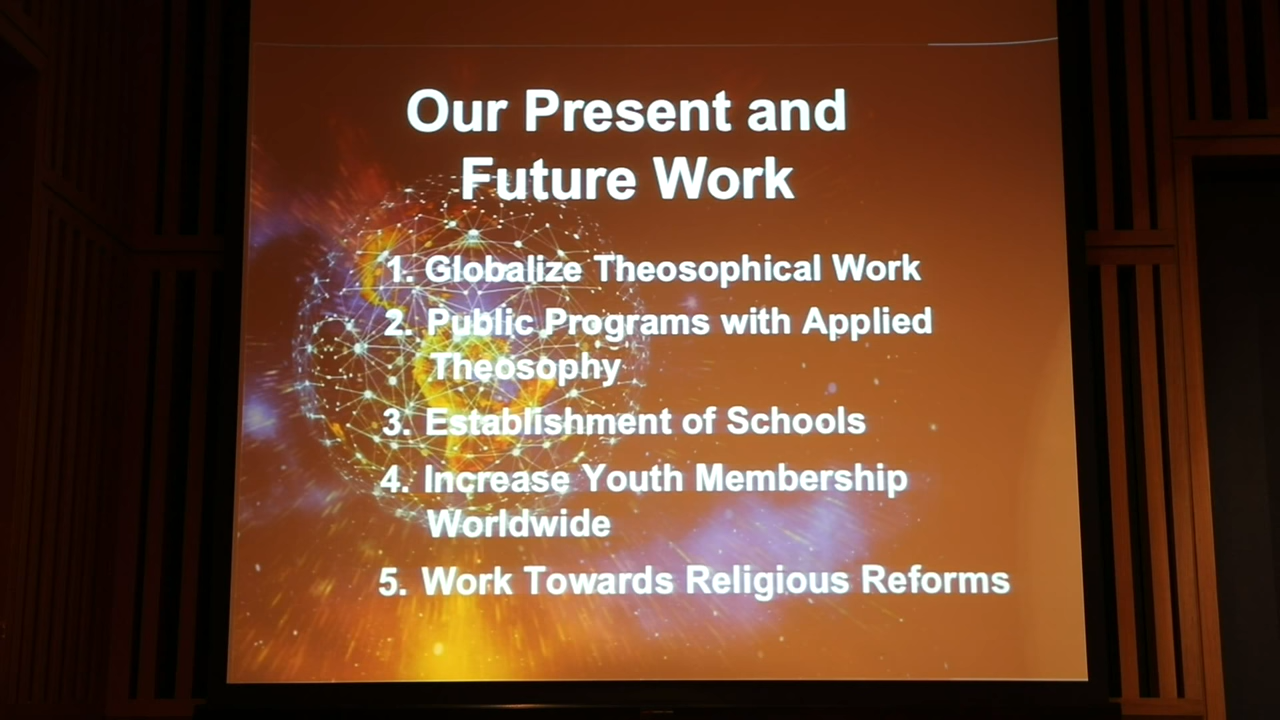 Our Present and
Future Work
1. Globalize Theosophical Work
2. Public Programs with Applied
Theosophy
3. Establishment of Schools
4. Increase Youth Membership
Worldwide
5. Work Towards Religious Reforms